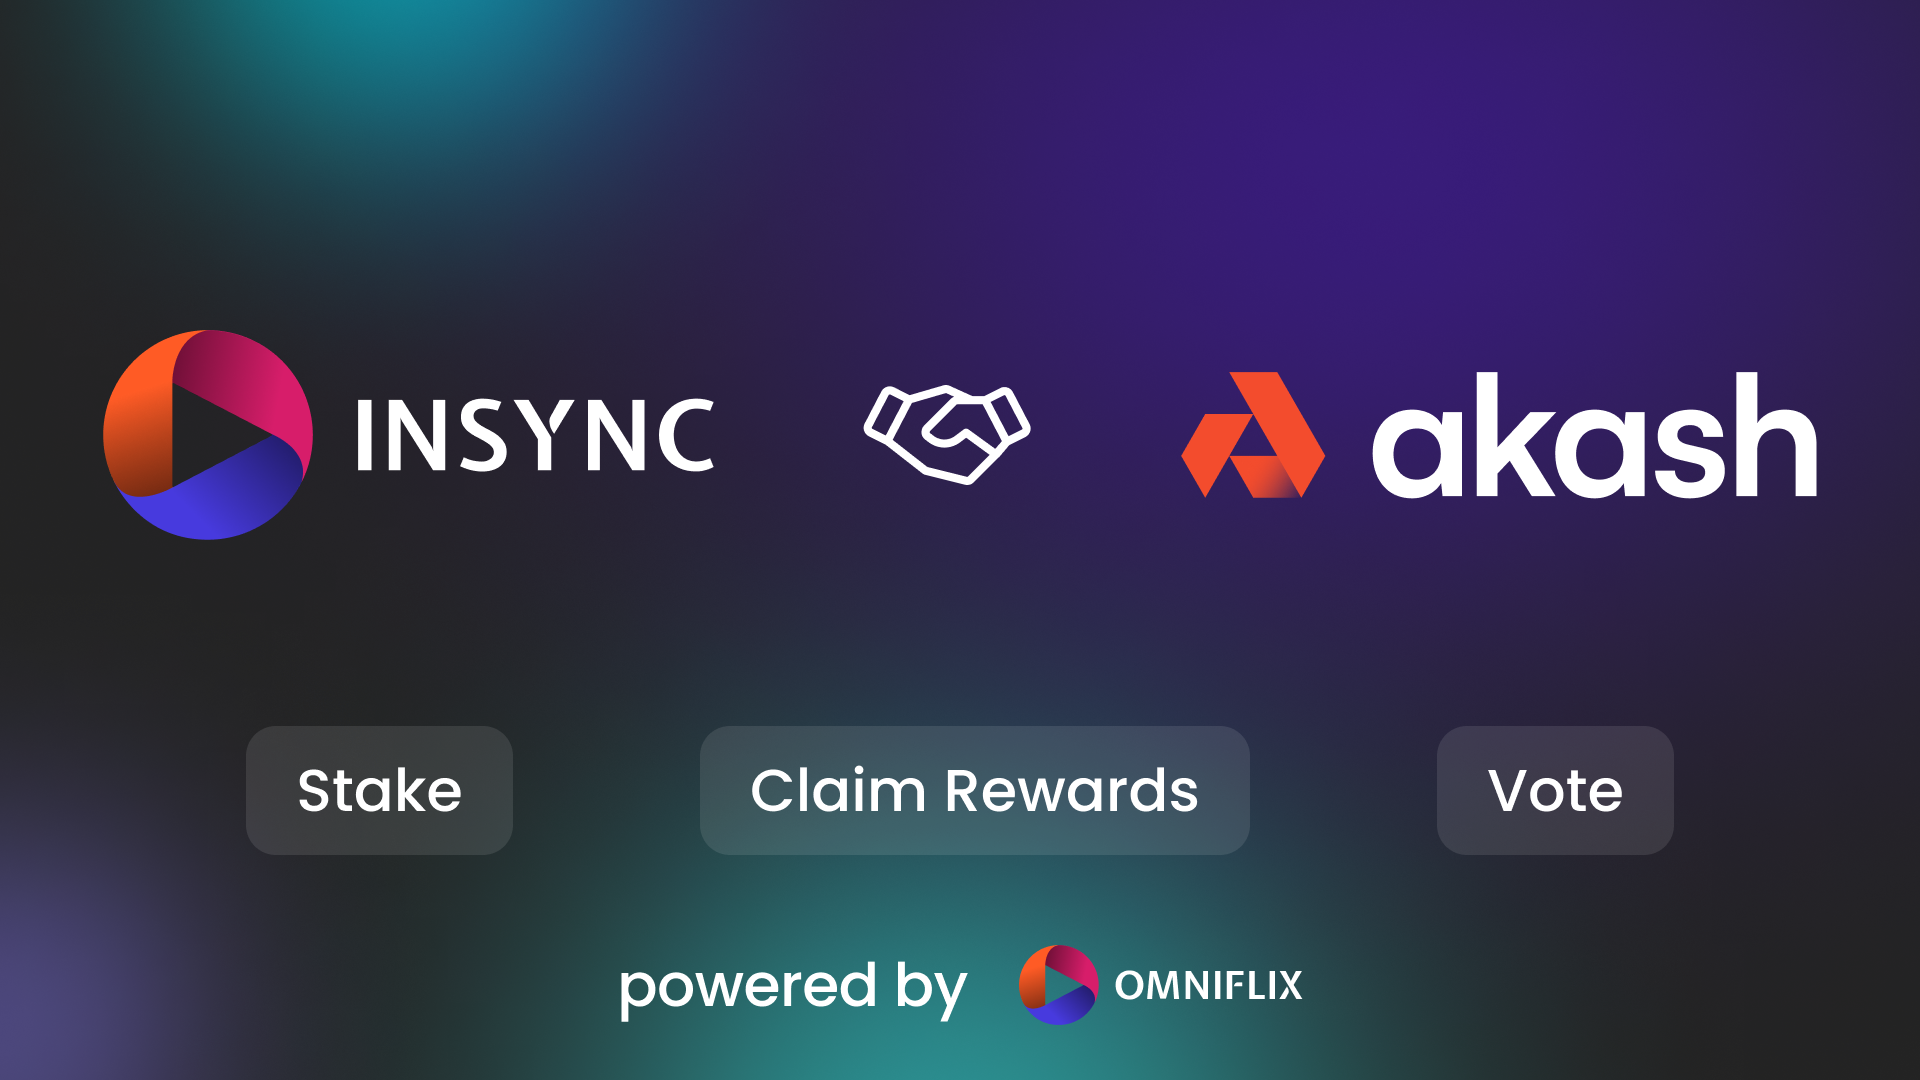 INSYNC
akash
Stake
Claim Rewards
Vote
powered by OMNIFLIX